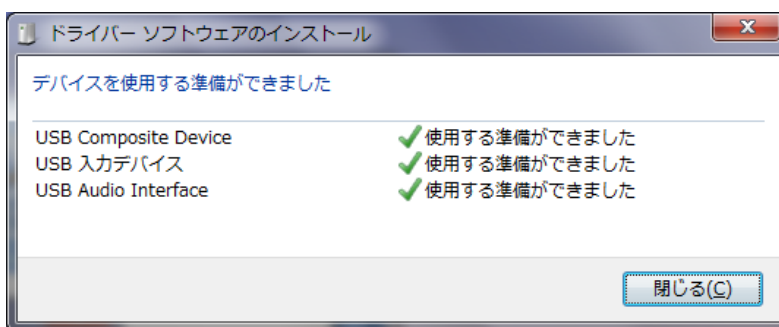 ドライバー ソフトウェアのインストール
デバイスを使用する準備ができました
USB Composite Device 使用する準備ができました
USB 入力デバイス 使用する準備ができました
USB Audio Interface 使用する準備ができました
閉じる(C)